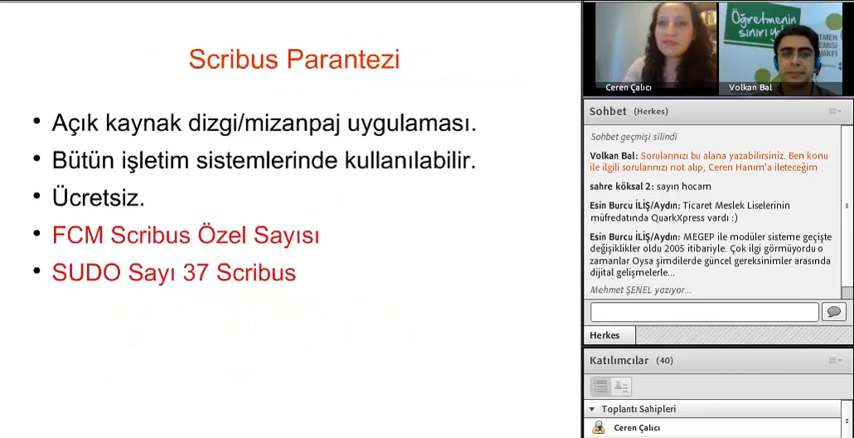 Scribus Parantezi
• Açık kaynak dizgi/mizanpaj uygulaması.
• Bütün işletim sistemlerinde kullanılabilir.
• Ücretsiz.
• FCM Scribus Özel Sayısı
• SUDO Sayı 37 Scribus
Öğretmenin
sınırı yo
TMEN
EMİSİ
VAKFI
Ceren Çalıcı
Volkan Bal
Sohbet (Herkes)
Sohbet geçmişi silindi
Volkan Bal: Sorularınızı bu alana yazabilirsiniz. Ben konu
ile ilgili sorularınızı not alıp, Ceren Hanım'a ileteceğim
sahre köksal 2: sayın hocam
Esin Burcu İLİŞ/Aydın: Ticaret Meslek Liselerinin
müfredatında QuarkXpress vardı :)
Esin Burcu İLİŞ/Aydın: MEGEP ile modüler sisteme geçişte
değişiklikler oldu 2005 itibariyle. Çok ilgi görmüyordu o
zamanlar Oysa şimdilerde güncel gereksinimler arasında
dijital gelişmelerle...
Mehmet ŞENEL yazıyor...
Herkes
Katılımcılar (40)
Toplantı Sahipleri
Ceren Çalıcı